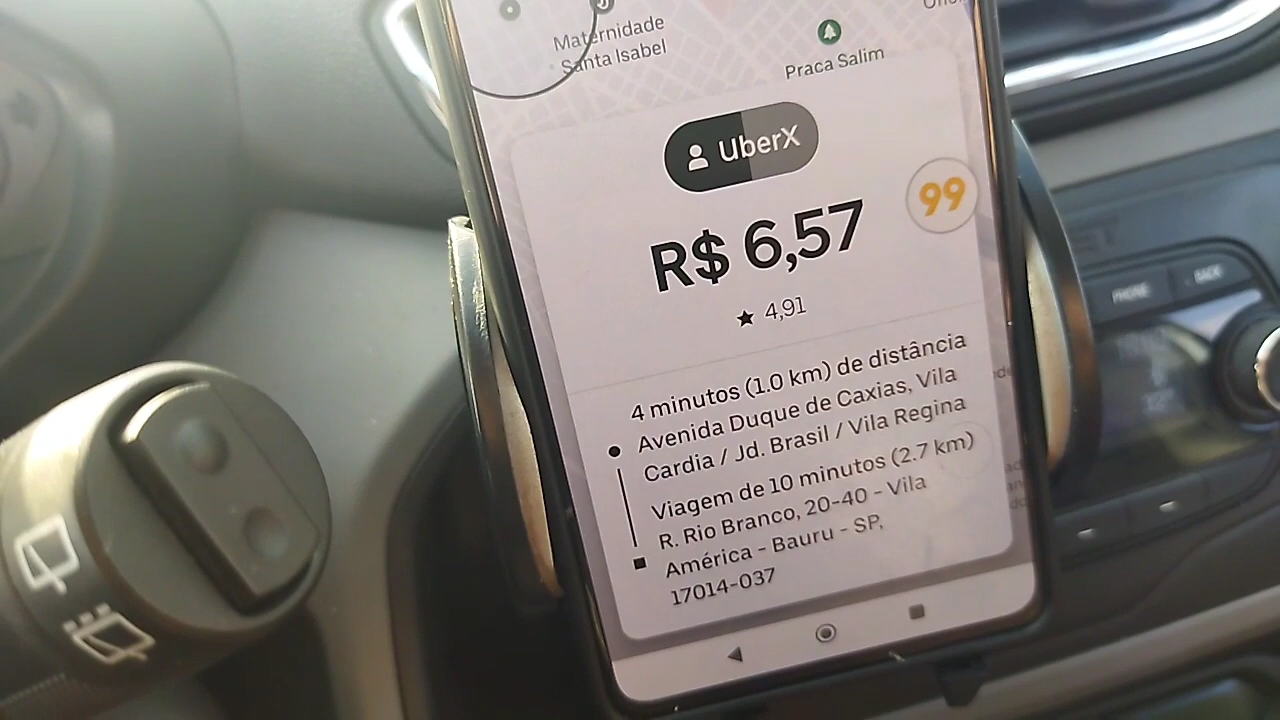 Maternidade
Santa Isabel
Praca Salim
UberX
99
R$ 6,57
★ 4,91
4 minutos (1.0 km) de distância
Avenida Duque de Caxias, Vila
Cardia / Jd. Brasil / Vila Regina
Viagem de 10 minutos (2.7 km)
R. Rio Branco, 20-40 - Vila
América - Bauru - SP,
17014-037
PHONE
BACK